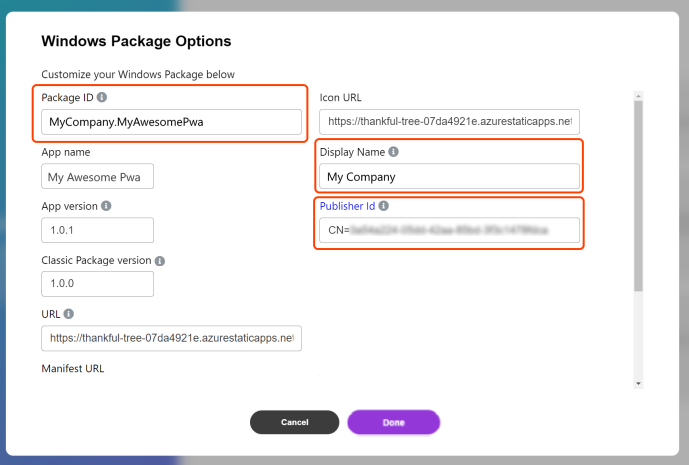 Windows Package Options
Customize your Windows Package below
Package ID
MyCompany.MyAwesomePwa
Icon URL
https://thankful-tree-07da4921e.azurestaticapps.net
App name
My Awesome Pwa
Display Name
My Company
App version
1.0.1
Publisher Id
CN=
Classic Package version
1.0.0
URL
https://thankful-tree-07da4921e.azurestaticapps.net
Manifest URL
Cancel
Done